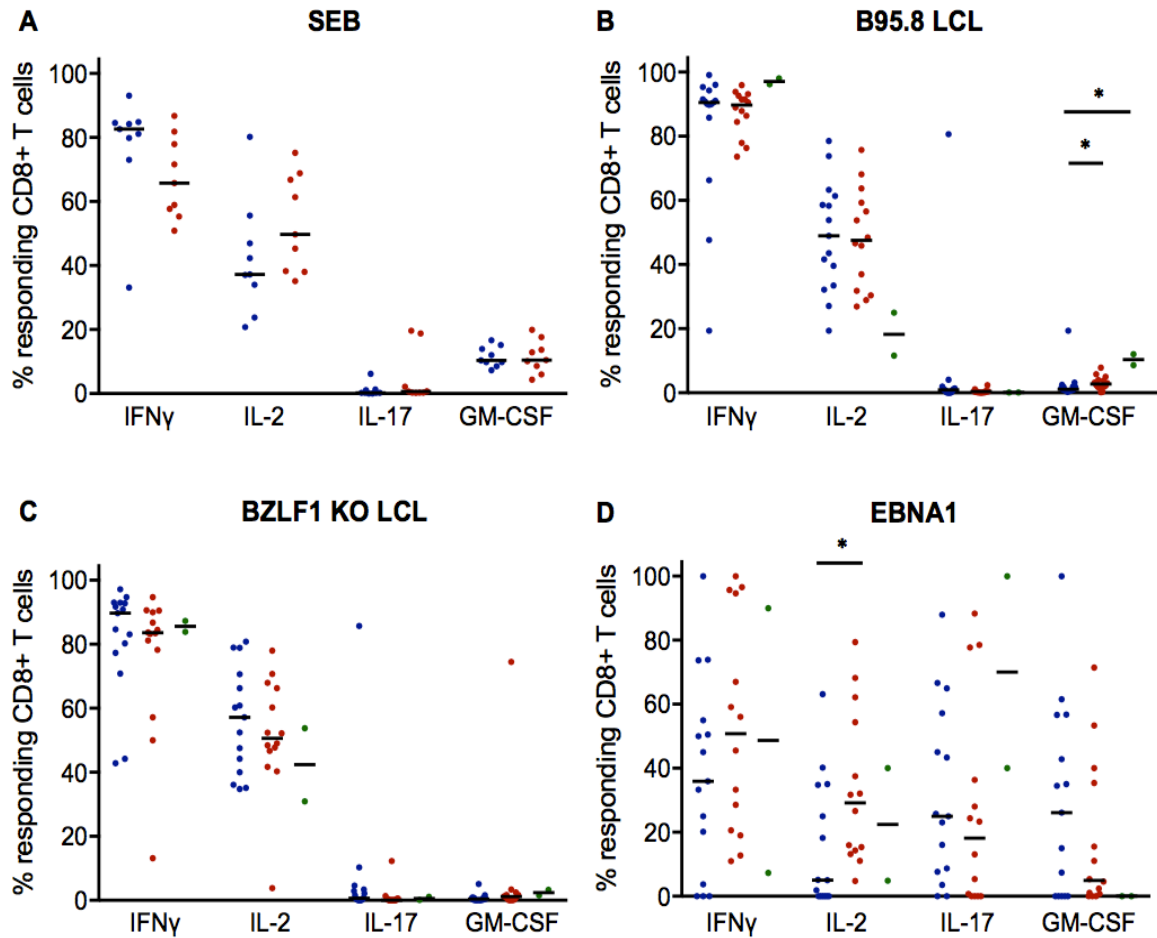 A
SEB
% responding CD8+ T cells
100
80
60
40
20
0
IFNγ IL-2 IL-17 GM-CSF
B
B95.8 LCL
% responding CD8+ T cells
100
80
60
40
20
0
*
*
IFNγ IL-2 IL-17 GM-CSF
C
BZLF1 KO LCL
% responding CD8+ T cells
100
80
60
40
20
0
IFNγ IL-2 IL-17 GM-CSF
D
EBNA1
% responding CD8+ T cells
100
80
60
40
20
0
*
IFNγ IL-2 IL-17 GM-CSF